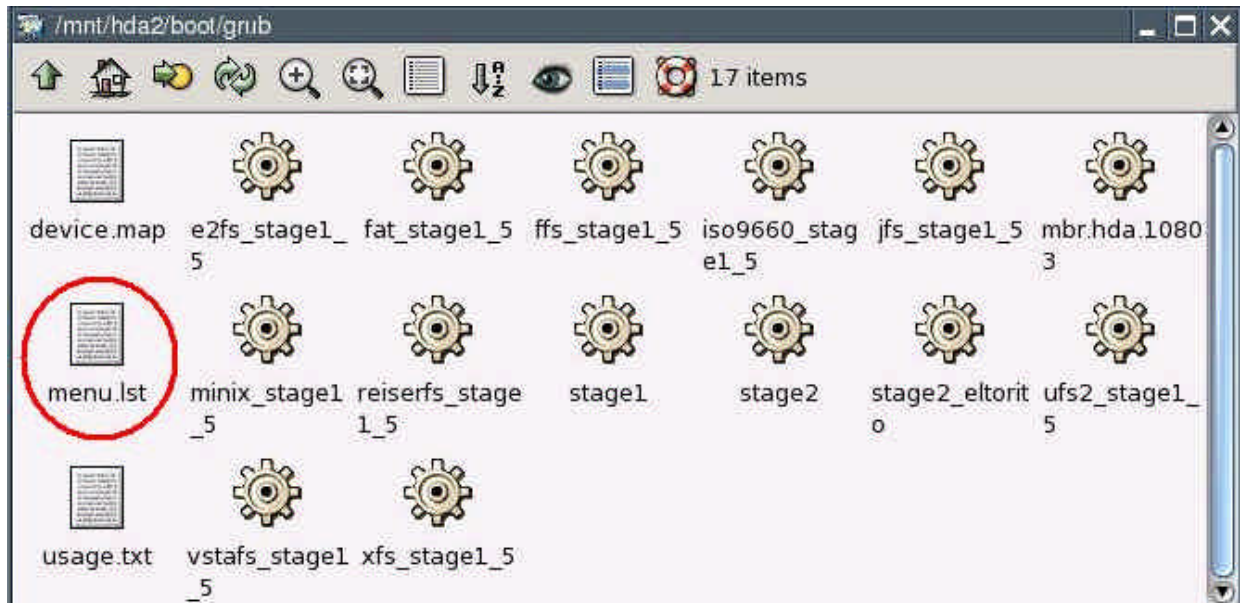 /mnt/hda2/boot/grub
17 items
device.map e2fs_stage1_ fat_stage1_5 ffs_stage1_5 iso9660_stag jfs_stage1_5 mbr.hda.1080
5 e1_5 3
menu.lst minix_stage1 reiserfs_stage stage1 stage2 stage2_eltorit ufs2_stage1_
_5 1_5 o 5
usage.txt vstafs_stage1 xfs_stage1_5
_5